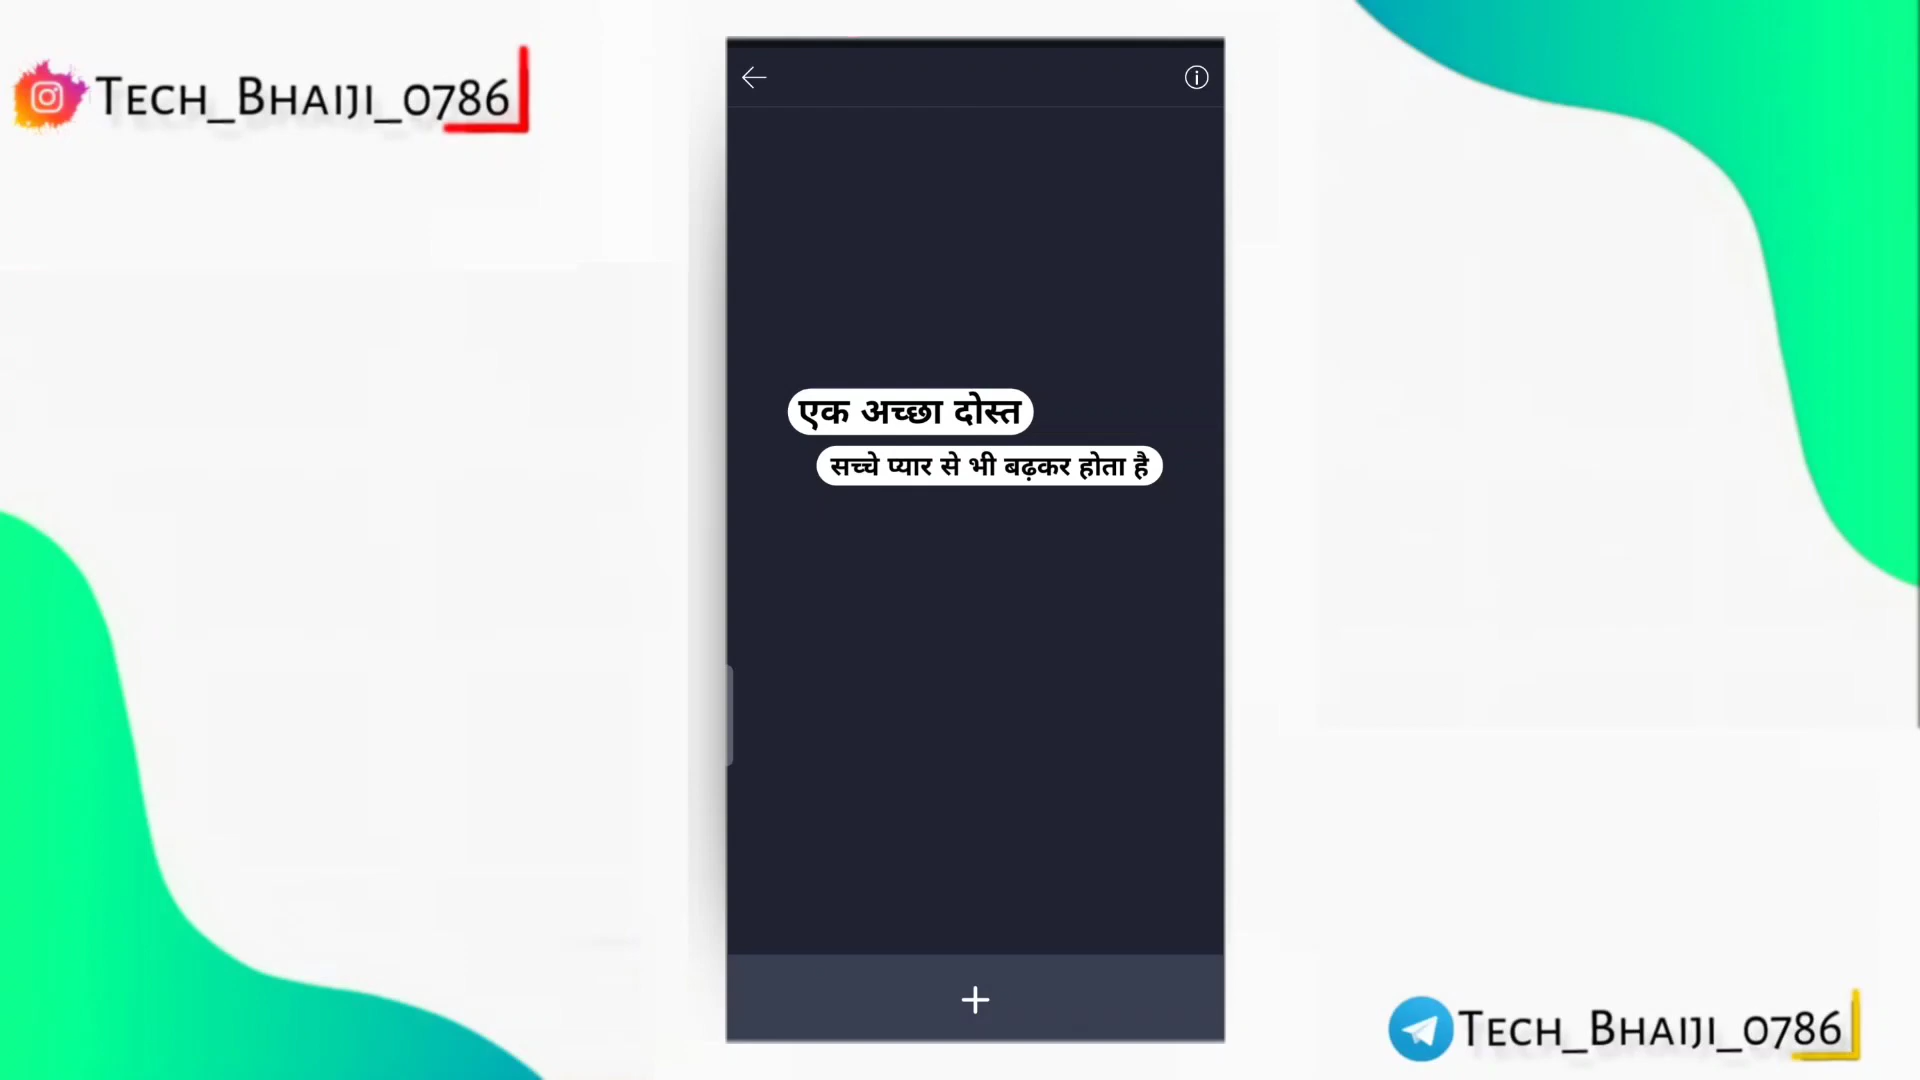 Tech_Bhaiji_0786
एक अच्छा दोस्त
सच्चे प्यार से भी बढ़कर होता है
Tech_Bhaiji_0786